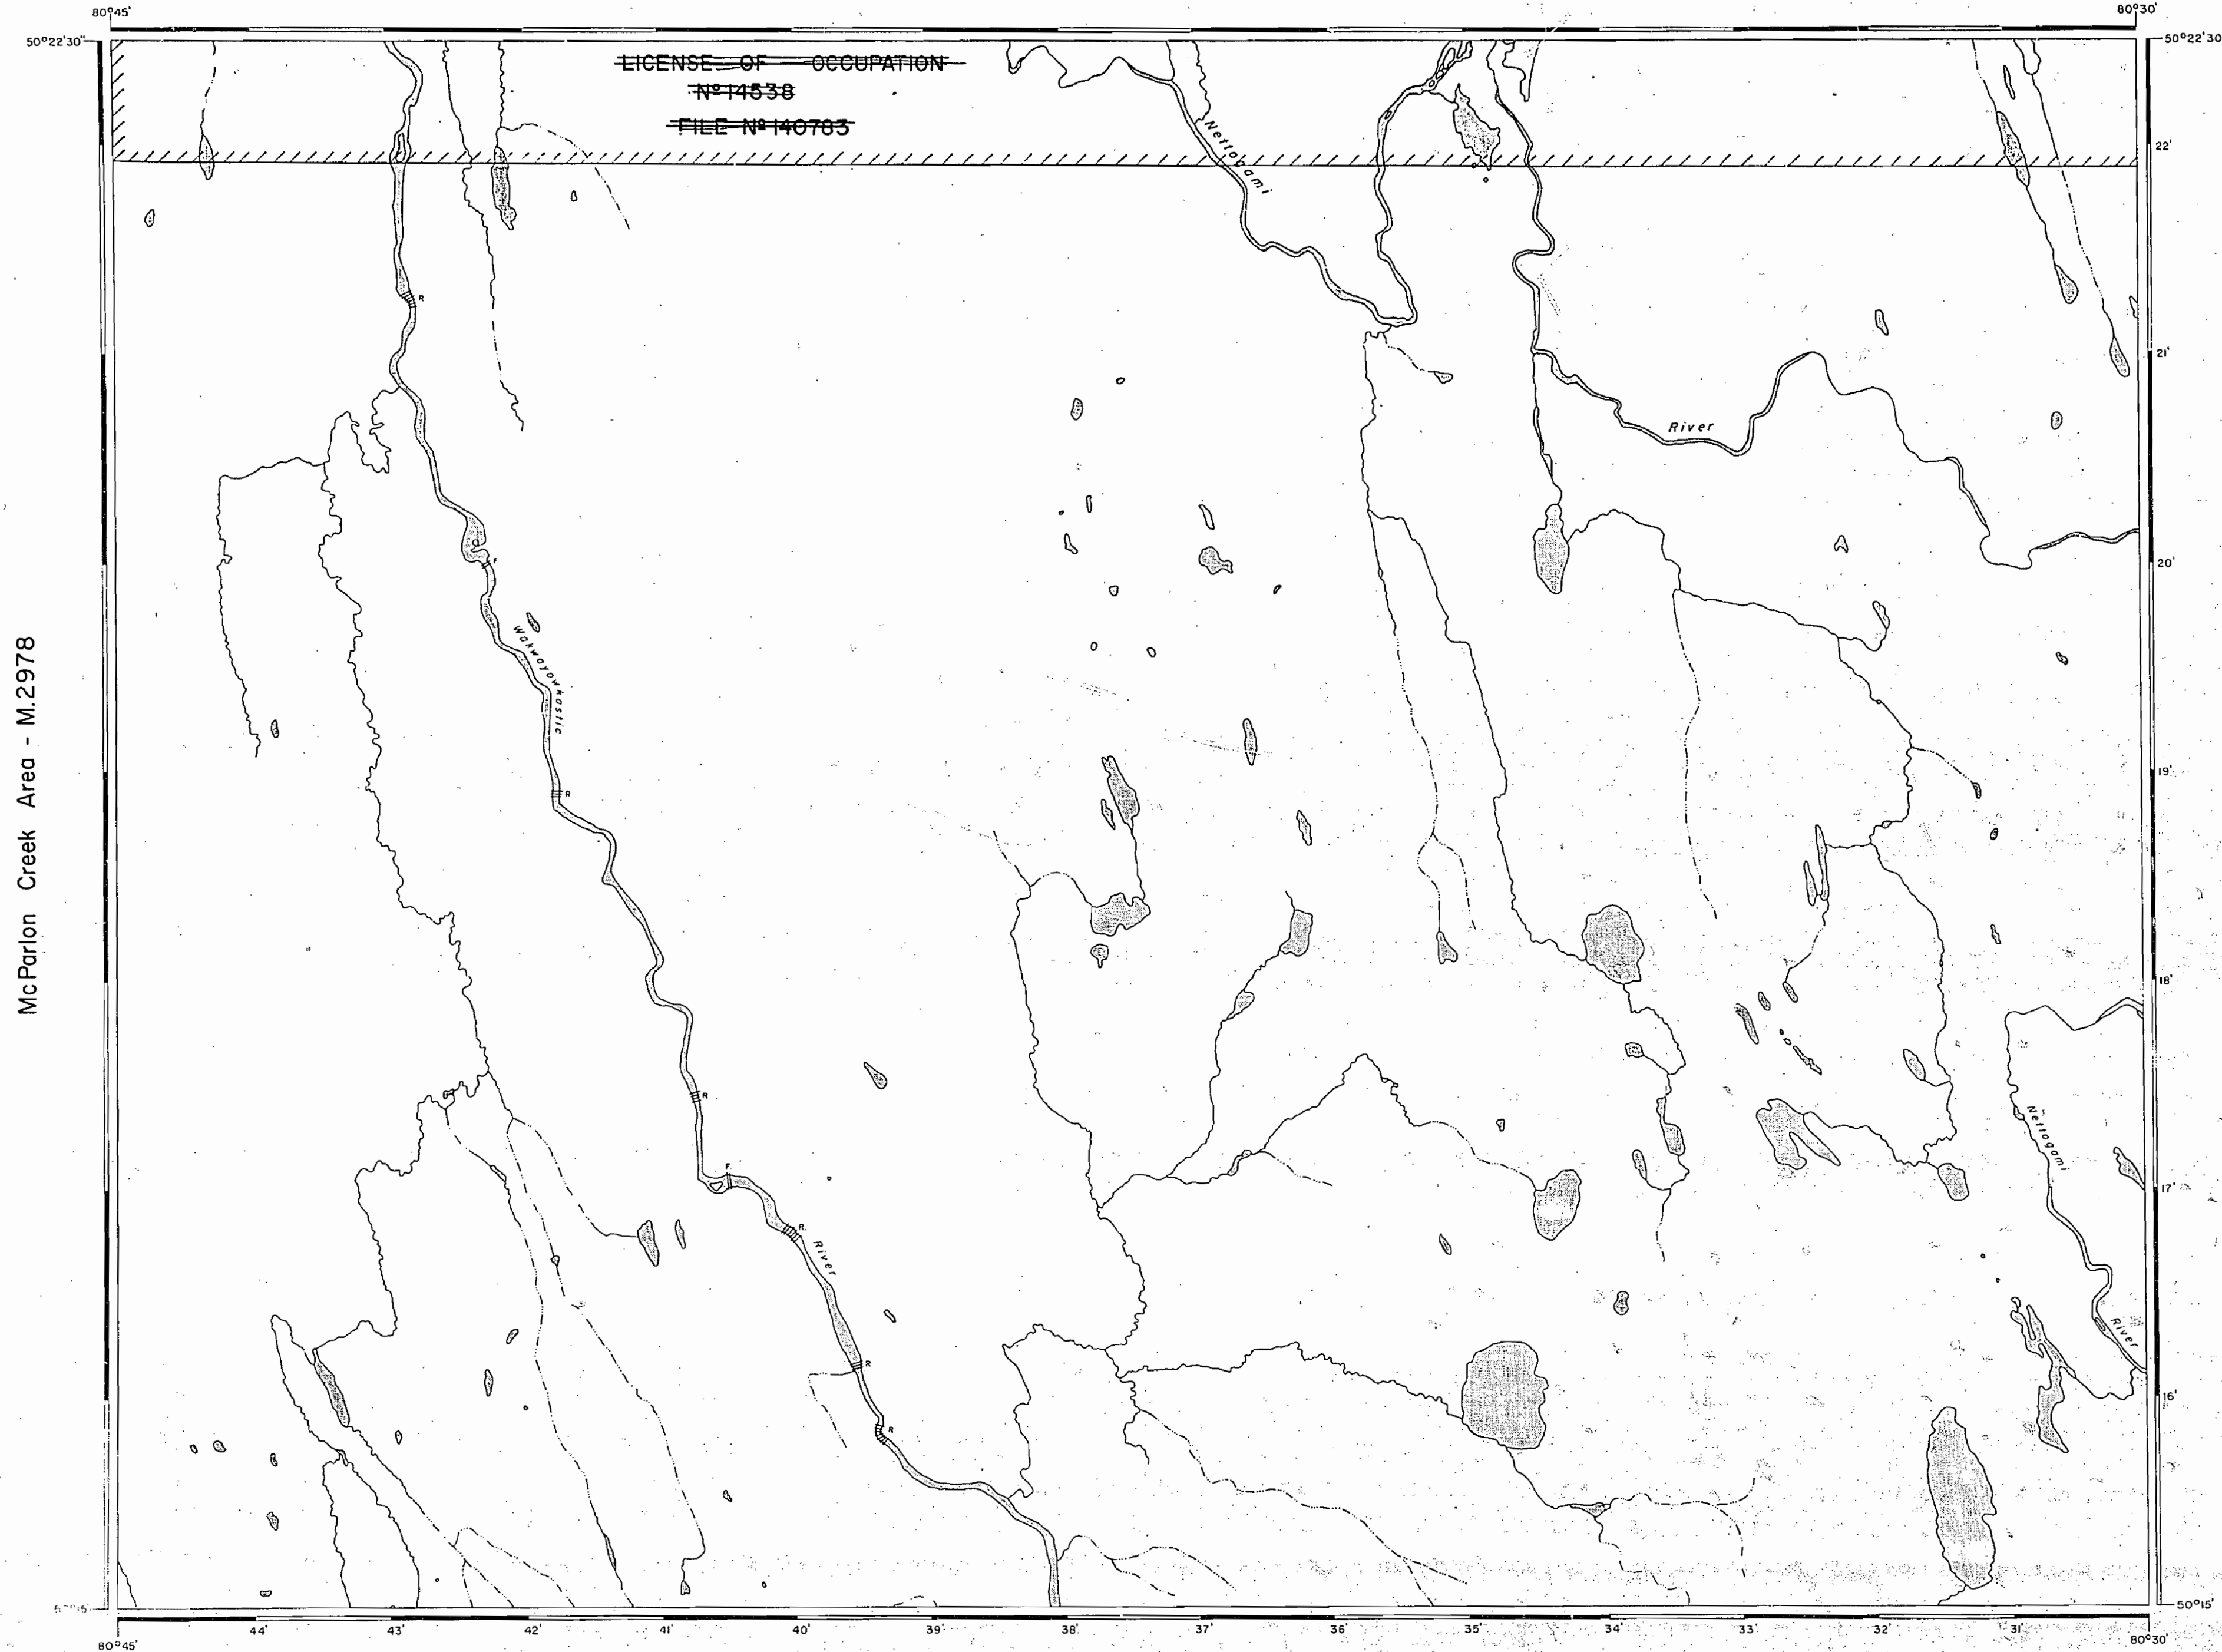 80°45'
80°30'
50°22'30"
50°22'30
LICENSE OF OCCUPATION
Nº 14538
FILE Nº 140783
Nettogami
22'
R
21'
River
20'
F
Wakwayowkastic
McParlon Creek Area - M.2978
19'
R
18'
R
Nettogami
F
17'
R
River
River
R
16'
R
50°15'
44'
43'
42'
41'
40'
39'
38'
37'
36'
35'
34'
33'
32'
31'
80°45'
80°30'